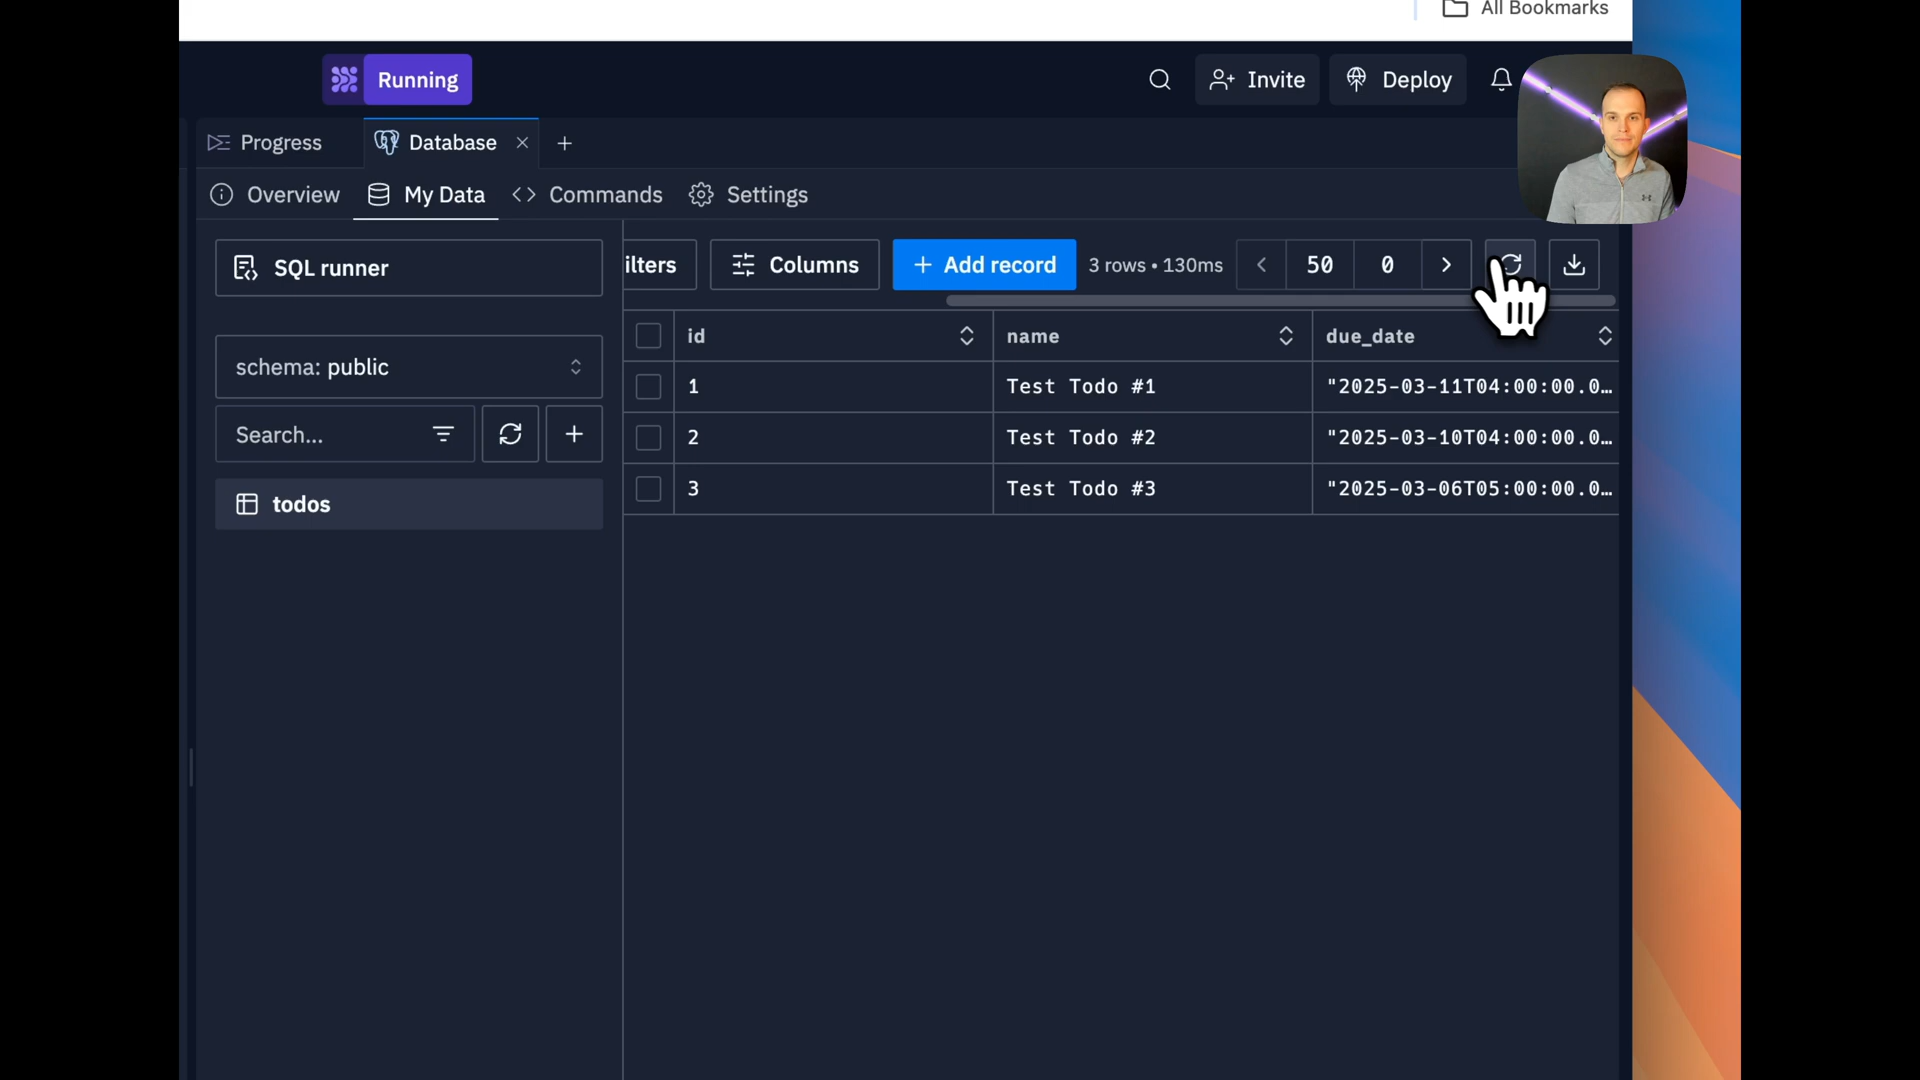 All Bookmarks
Running
Invite
Deploy
Progress
Database
Overview
My Data
Commands
Settings
SQL runner
ilters
Columns
+ Add record
3 rows • 130ms
50
0
schema: public
Search...
todos
id
name
due_date
1
Test Todo #1
"2025-03-11T04:00:00.0…
2
Test Todo #2
"2025-03-10T04:00:00.0…
3
Test Todo #3
"2025-03-06T05:00:00.0…